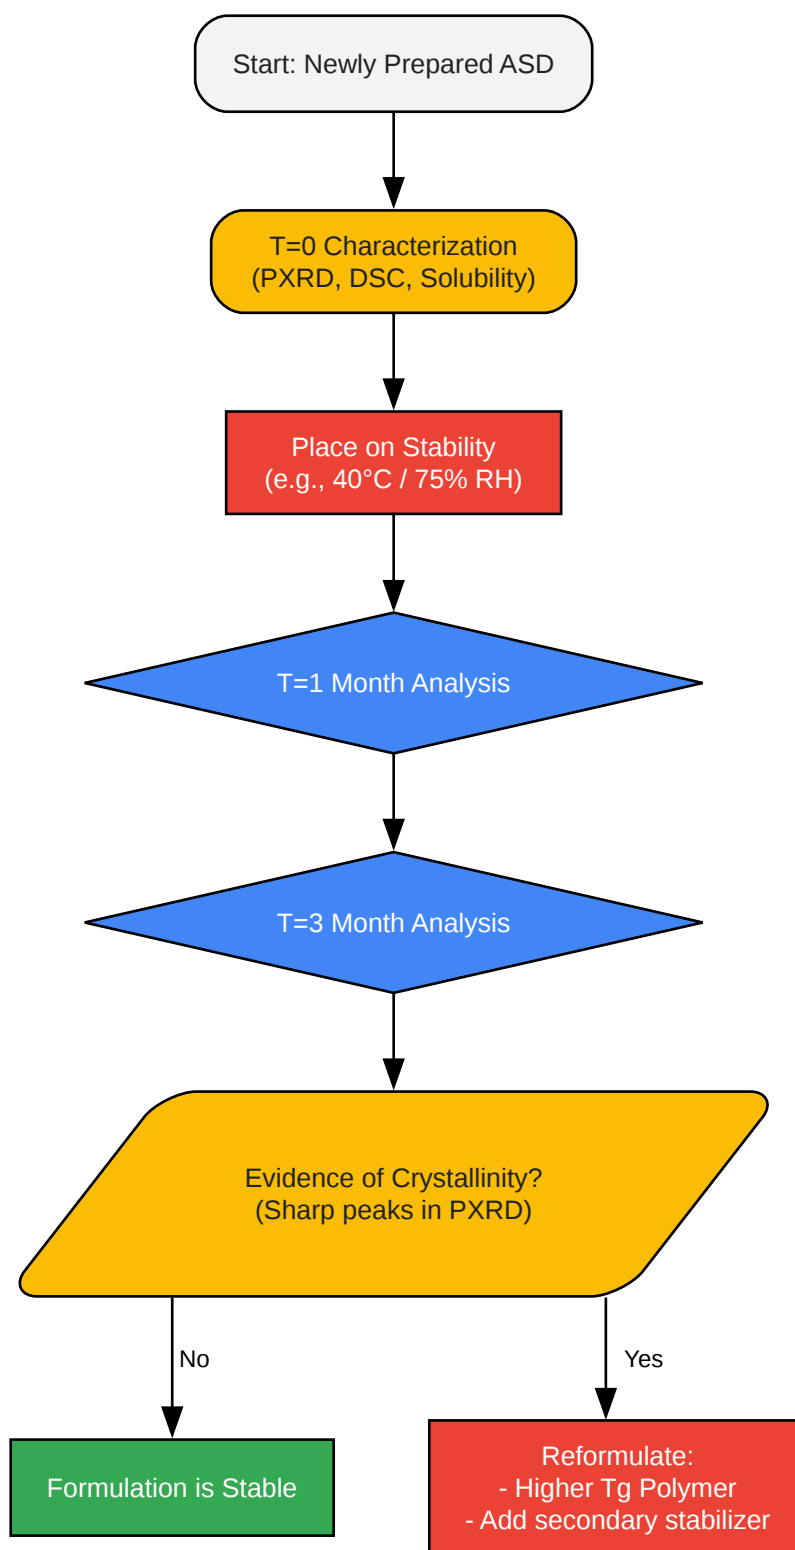 Start: Newly Prepared ASD
T=0 Characterization
(PXRD, DSC, Solubility)
Place on Stability
(e.g., 40°C / 75% RH)
T=1 Month Analysis
T=3 Month Analysis
Evidence of Crystallinity?
(Sharp peaks in PXRD)
No
Yes
Formulation is Stable
Reformulate:
- Higher Tg Polymer
- Add secondary stabilizer